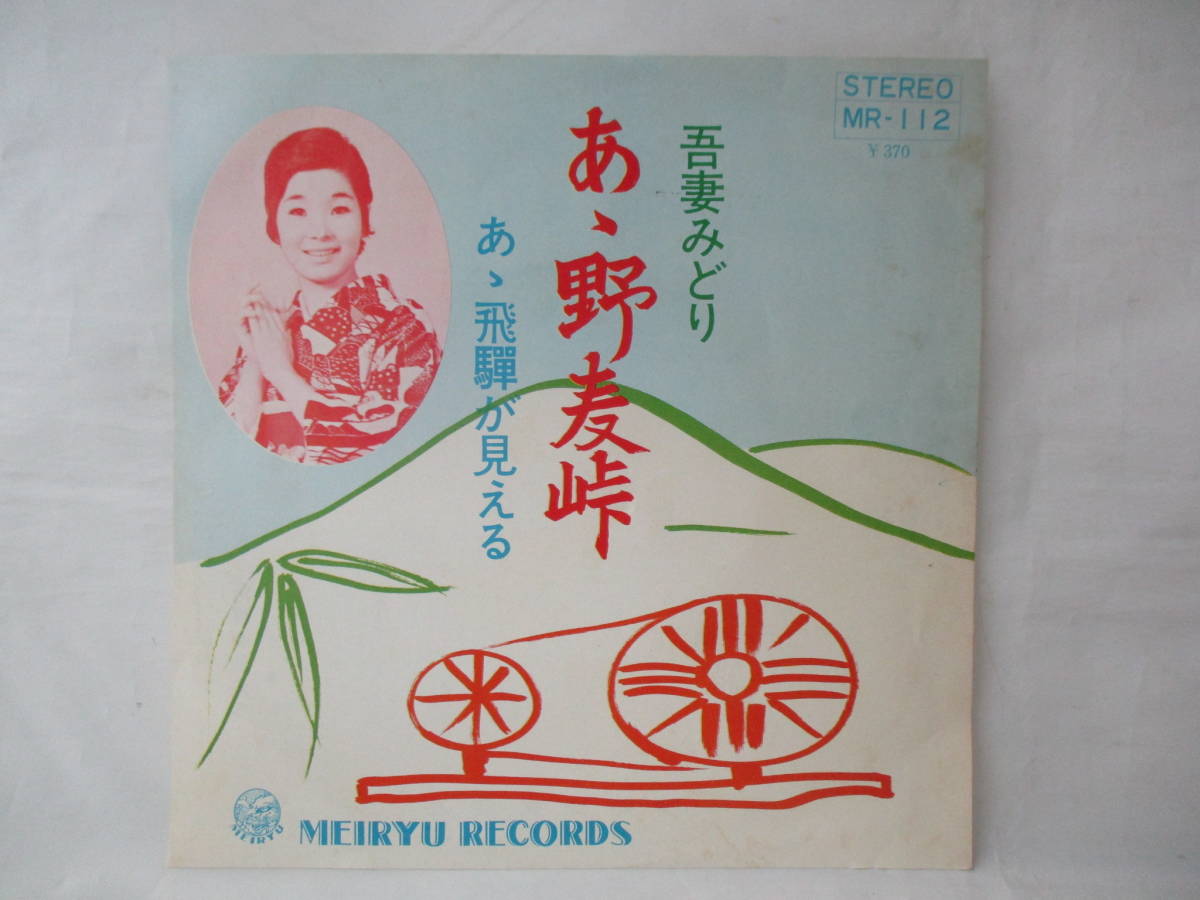 STEREO
MR-112
¥370
吾妻みどり
あゝ野麦峠
あゝ飛驒が見える
MEIRYU
MEIRYU RECORDS